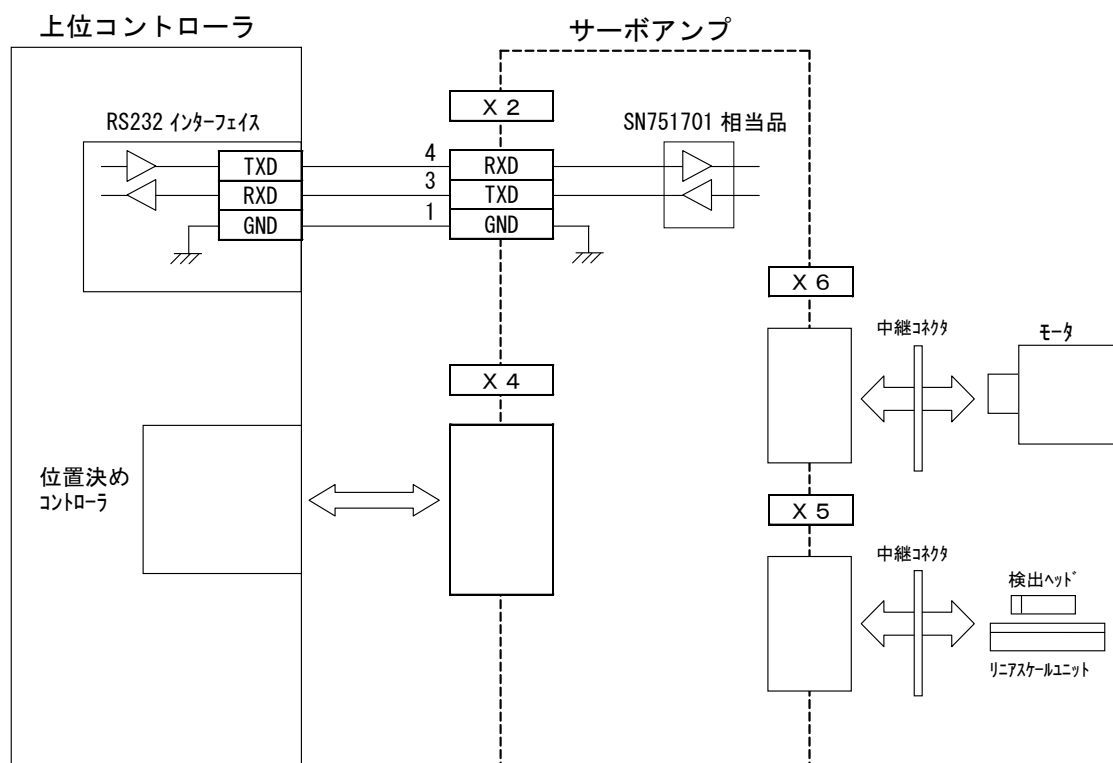 上位コントローラ
サーボアンプ
X 2
RS232 インターフェイス
SN751701 相当品
TXD
4
RXD
RXD
3
TXD
GND
1
GND
X 6
中継コネクタ
モータ
X 4
位置決め
コントローラ
X 5
中継コネクタ
検出ヘッド
リニアスケールユニット